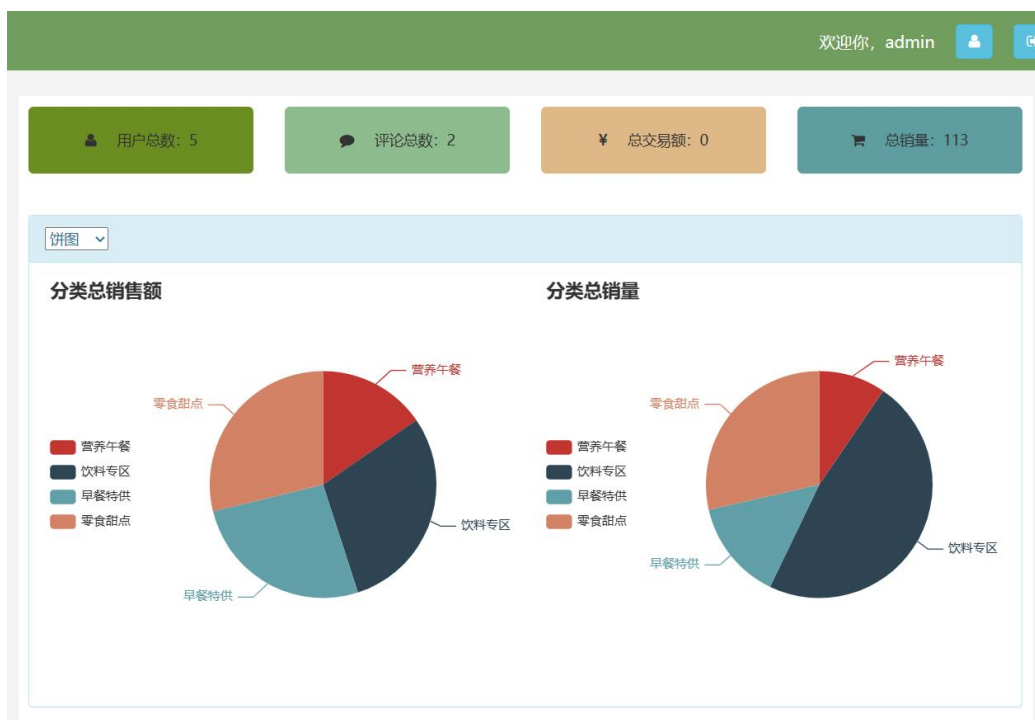 欢迎你，admin
用户总数：5
评论总数：2
¥ 总交易额：0
总销量：113
饼图
分类总销售额
分类总销量
营养午餐
零食甜点
营养午餐
饮料专区
早餐特供
零食甜点
饮料专区
早餐特供
营养午餐
零食甜点
营养午餐
饮料专区
早餐特供
零食甜点
饮料专区
早餐特供